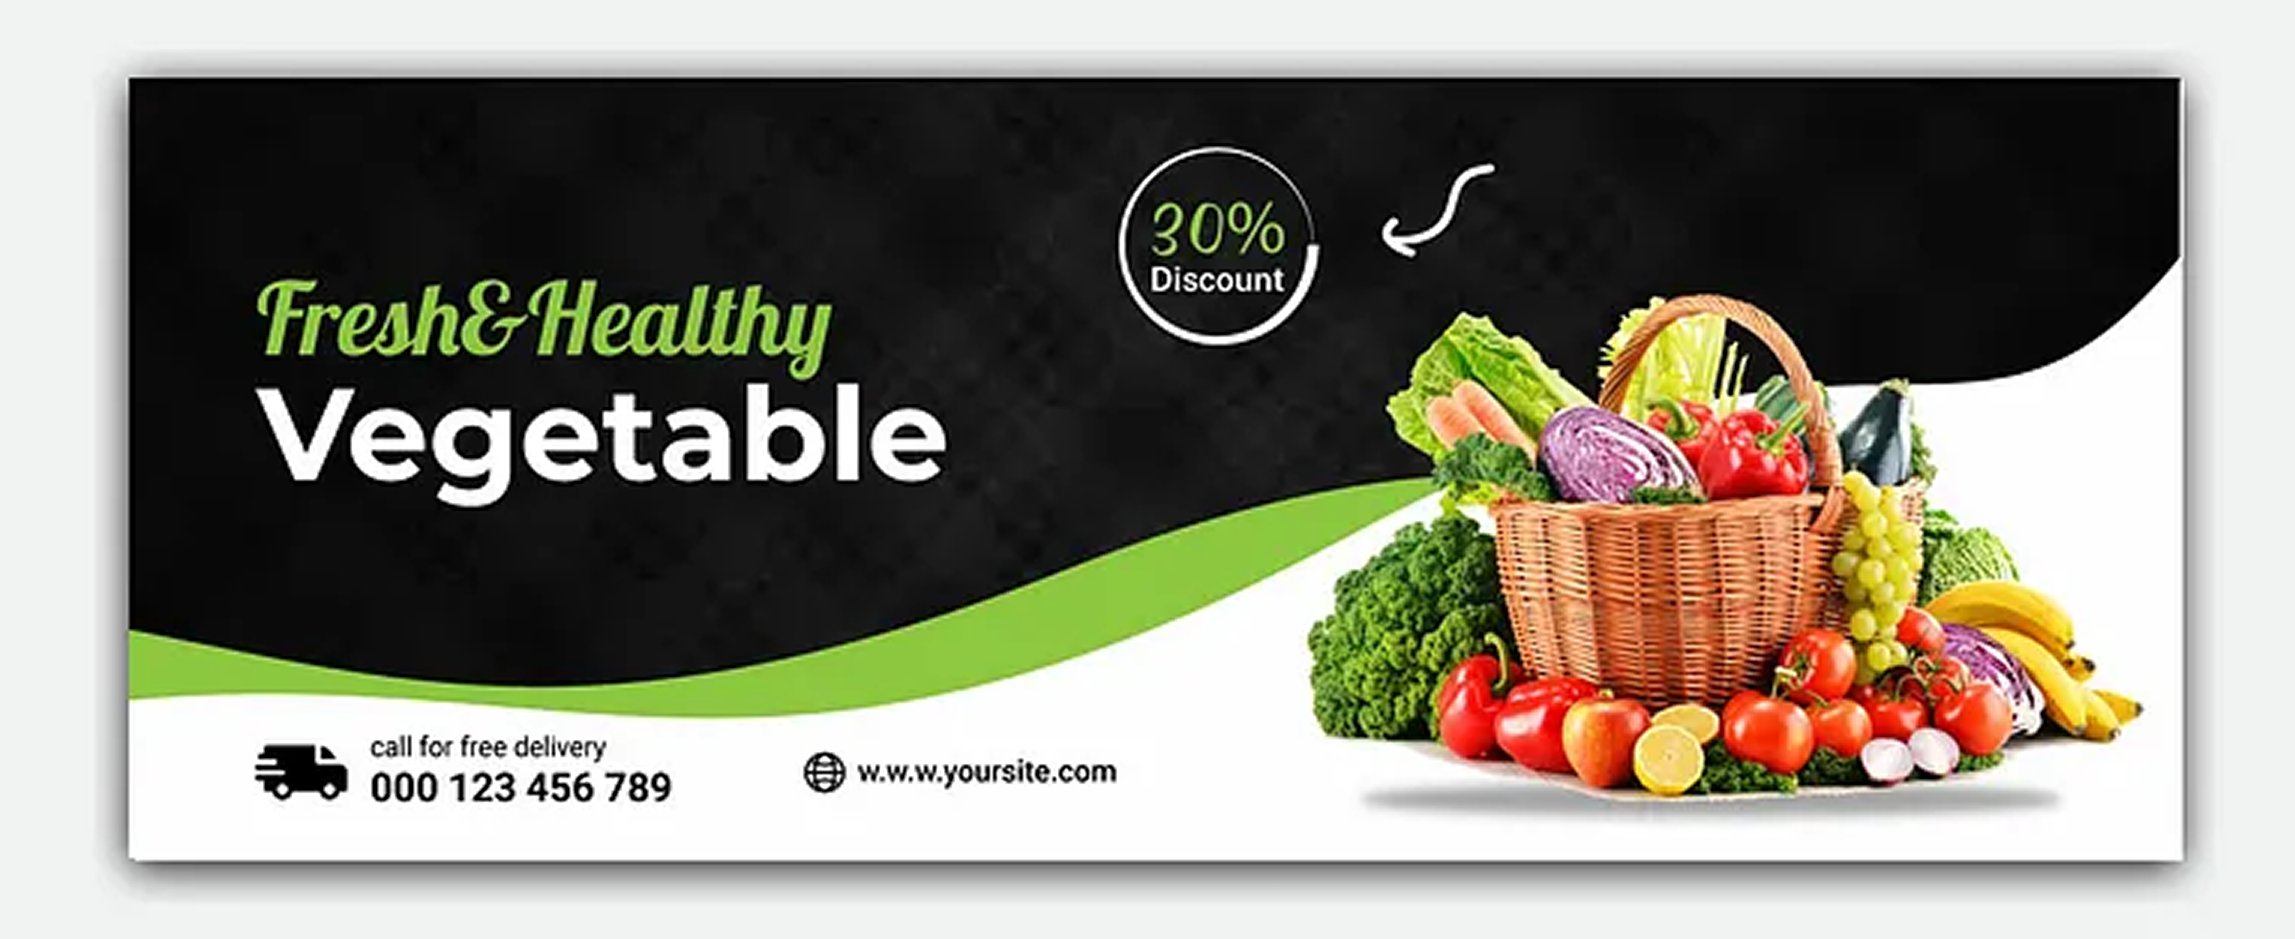 30%
Discount
Fresh&Healthy
Vegetable
call for free delivery
000 123 456 789
w.w.w.yoursite.com